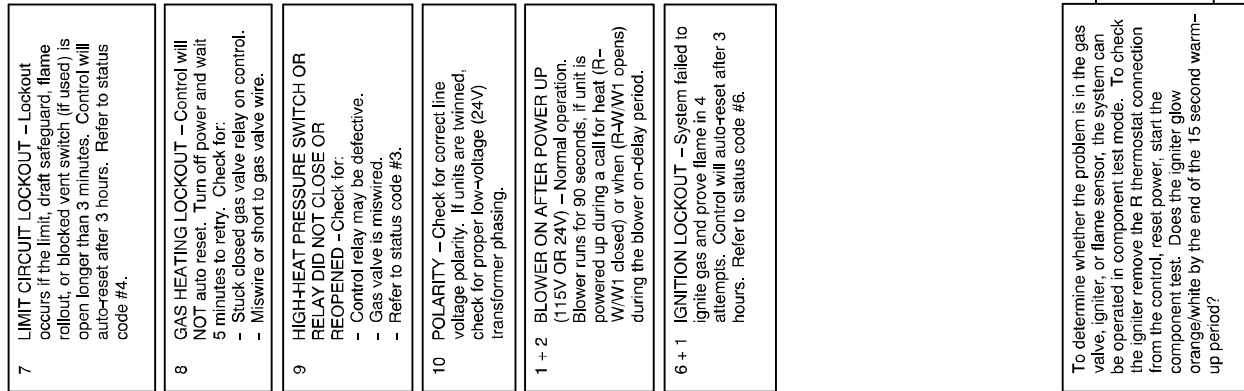 7 LIMIT CIRCUIT LOCKOUT – Lockout
occurs if the limit, draft safeguard, flame
rollout, or blocked vent switch (if used) is
open longer than 3 minutes. Control will
auto-reset after 3 hours. Refer to status
code #4.
8 GAS HEATING LOCKOUT – Control will
NOT auto reset. Turn off power and wait
5 minutes to retry. Check for:
– Stuck closed gas valve relay on control.
– Miswire or short to gas valve wire.
9 HIGH-HEAT PRESSURE SWITCH OR
RELAY DID NOT CLOSE OR
REOPENED – Check for:
– Control relay may be defective.
– Gas valve is miswired.
– Refer to status code #3.
10 POLARITY – Check for correct line
voltage polarity. If units are twinned,
check for proper low-voltage (24V)
transformer phasing.
1 + 2 BLOWER ON AFTER POWER UP
(115V OR 24V) – Normal operation.
Blower runs for 90 seconds, if unit is
powered up during a call for heat (R–
W/W1 closed) or when (R-W/W1 opens)
during the blower on-delay period.
6 + 1 IGNITION LOCKOUT – System failed to
ignite gas and prove flame in 4
attempts. Control will auto-reset after 3
hours. Refer to status code #6.
To determine whether the problem is in the gas
valve, igniter, or flame sensor, the system can
be operated in component test mode. To check
the igniter remove the R thermostat connection
from the control, reset power, start the
component test. Does the igniter glow
orange/white by the end of the 15 second warm–
up period?